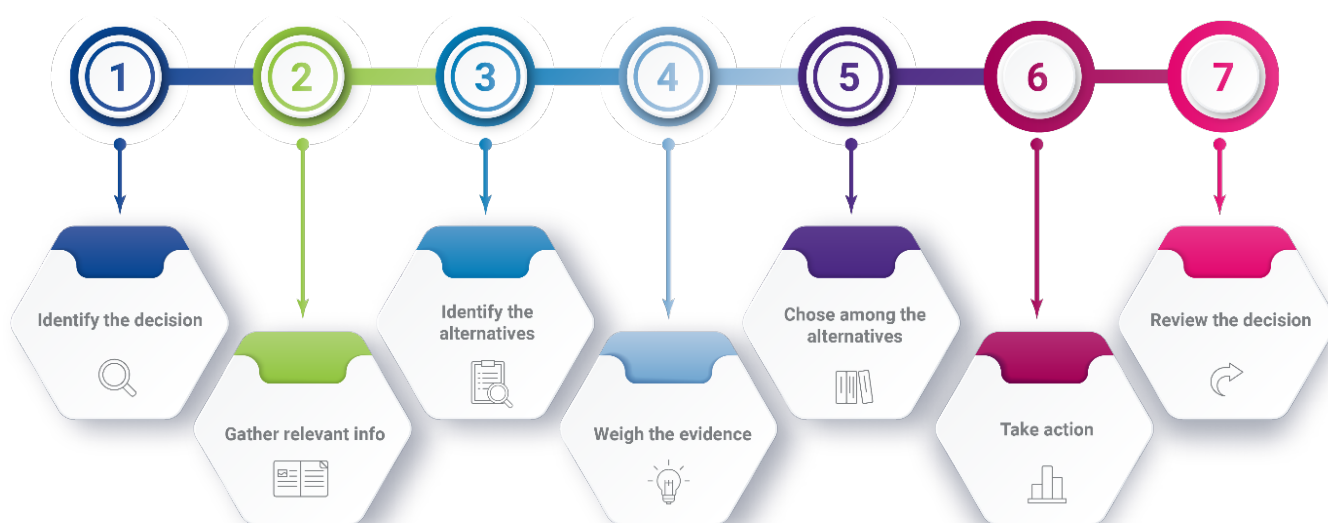 1
2
3
4
5
6
7
Identify the decision
Gather relevant info
Identify the
alternatives
Weigh the evidence
Chose among the
alternatives
Take action
Review the decision